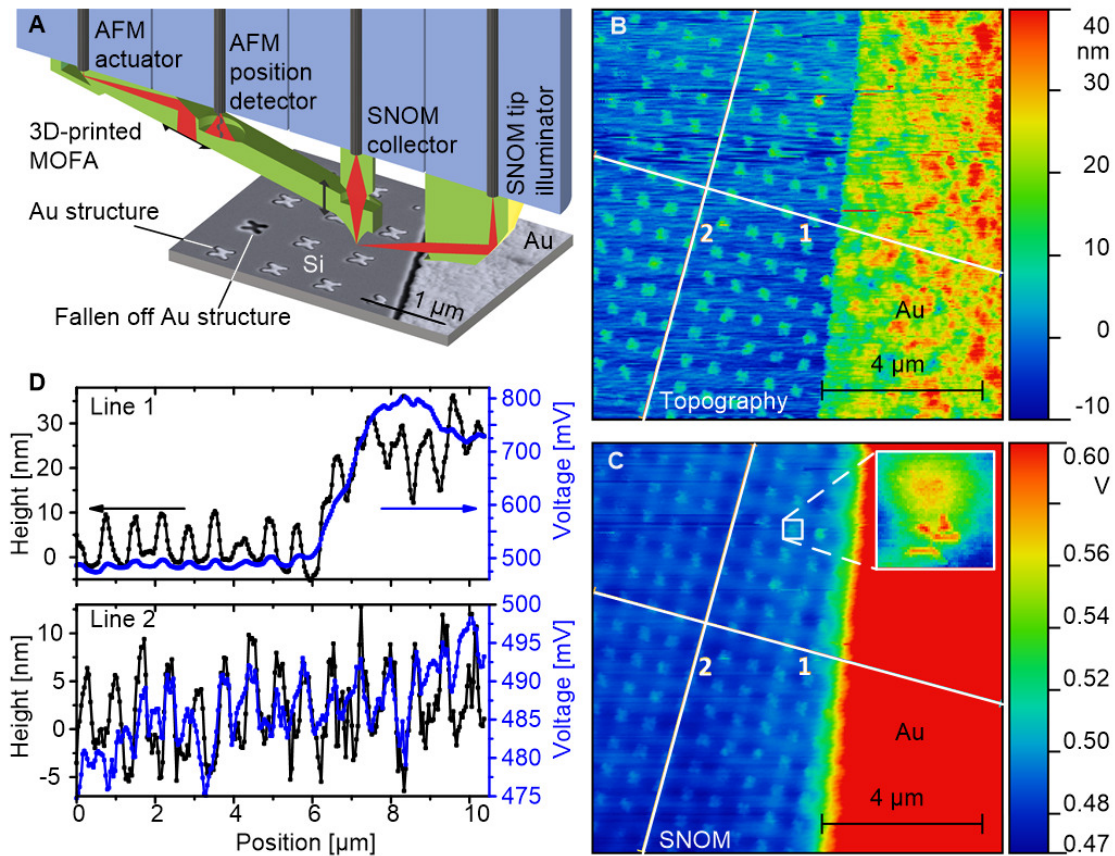 A
AFM
actuator
AFM
position
detector
SNOM
collector
SNOM tip
illuminator
3D-printed
MOFA
Au structure
Si
Au
1 µm
Fallen off Au structure
B
2
1
Au
4 µm
Topography
40
nm
30
20
10
0
-10
C
2
1
Au
4 µm
SNOM
0.60
V
0.56
0.54
0.52
0.50
0.48
0.47
D
Line 1
Height [nm]
30
20
10
0
800
700
600
500
Voltage [mV]
Line 2
Height [nm]
10
5
0
-5
500
495
490
485
480
475
Voltage [mV]
0 2 4 6 8 10
Position [µm]